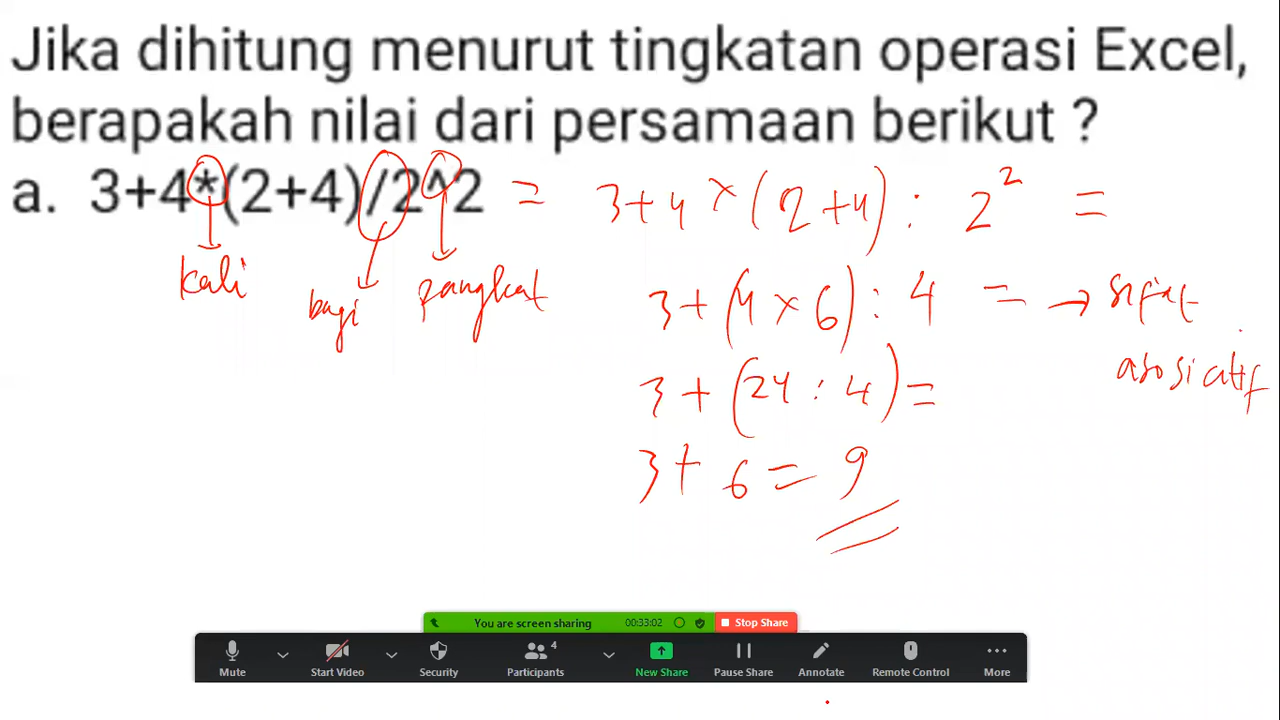 Jika dihitung menurut tingkatan operasi Excel,
berapakah nilai dari persamaan berikut ?
a. 3+4*(2+4)/2^2 = 3+4 × (2+4) : 2² =
kali
bagi
pangkat
3 + (4 × 6) : 4 = → sifat
asosiatif
3 + (24 : 4) =
3 + 6 = 9
You are screen sharing 00:33:02 Stop Share
4
Mute Start Video Security Participants New Share Pause Share Annotate Remote Control More